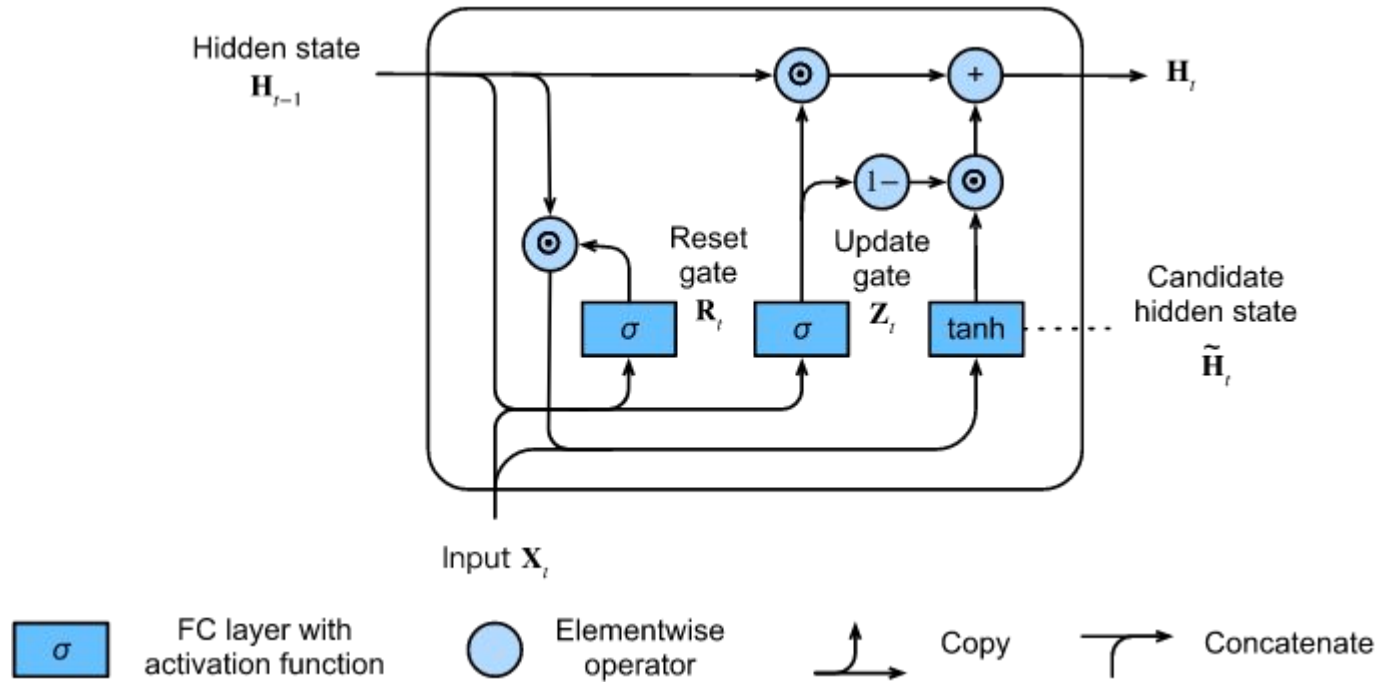 Hidden state
H_{t−1}
⊙
+
H_t
1−
⊙
⊙
Reset
gate
R_t
Update
gate
Z_t
Candidate
hidden state
H̃_t
σ
σ
tanh
Input X_t
σ
FC layer with
activation function
Elementwise
operator
Copy
Concatenate